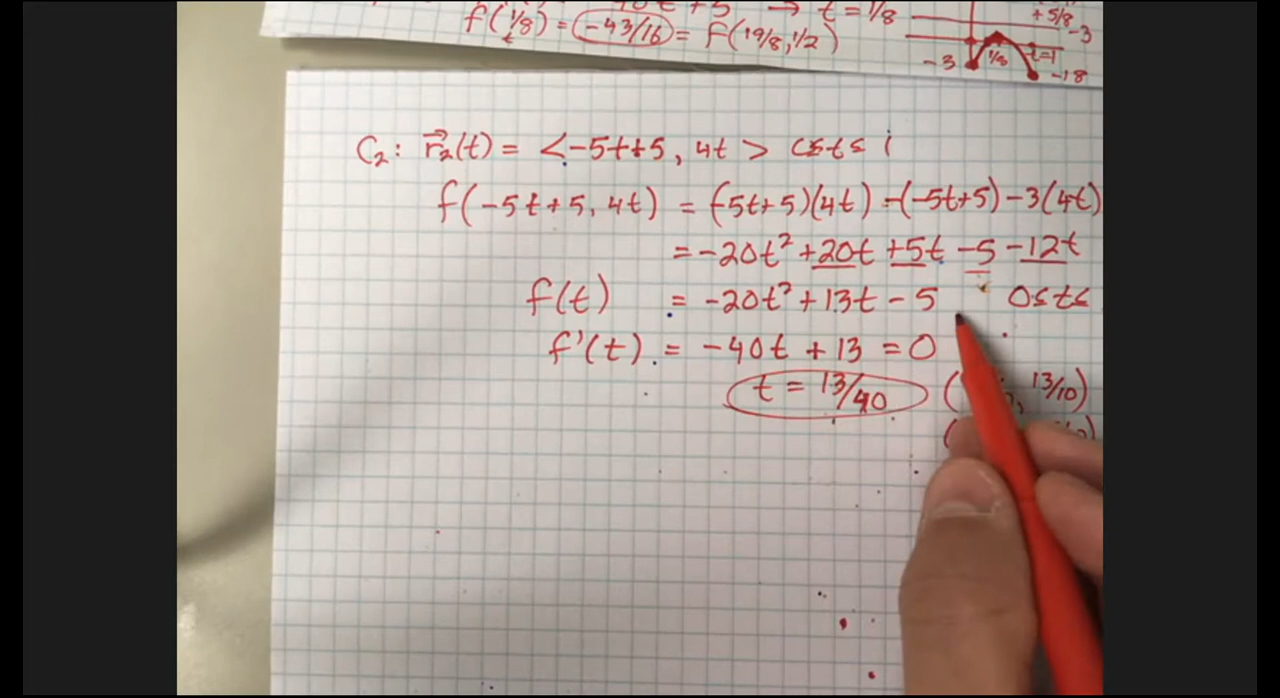 40t +5 → t = 1/8
f(1/8) = -43/16 = f(19/8, 1/2)
+5/8
-3
-3
1/8
t=1
-18
C₂: r⃗₂(t) = <-5t+5, 4t> 0≤t≤1
f(-5t+5, 4t) = (-5t+5)(4t) -(-5t+5) -3(4t)
= -20t² +20t +5t -5 -12t
f(t) = -20t² +13t -5 0≤t≤
f'(t) = -40t + 13 = 0
t = 13/40 ( , 13/10)
(